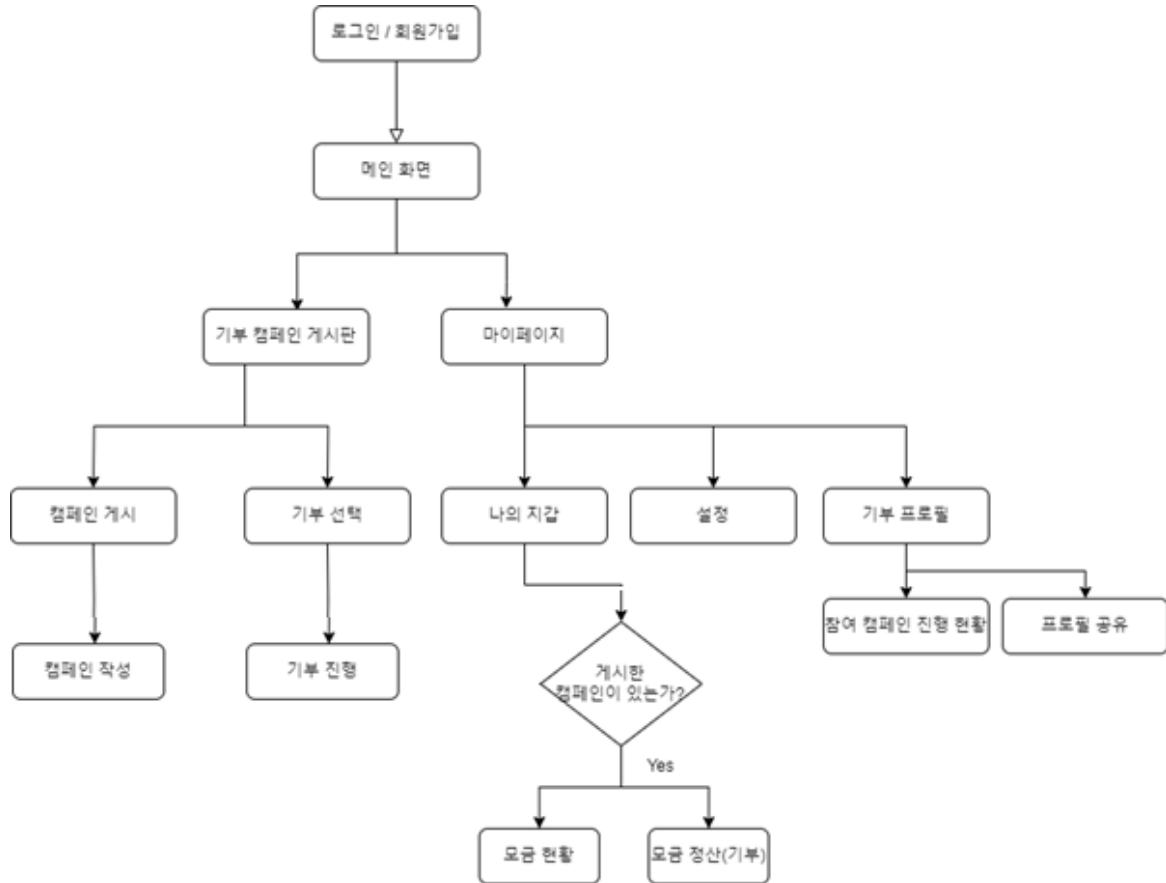 로그인 / 회원가입
메인 화면
기부 캠페인 게시판
마이페이지
캠페인 게시
기부 선택
나의 지갑
설정
기부 프로필
참여 캠페인 진행 현황
프로필 공유
캠페인 작성
기부 진행
게시한
캠페인이 있는가?
Yes
모금 현황
모금 정산(기부)